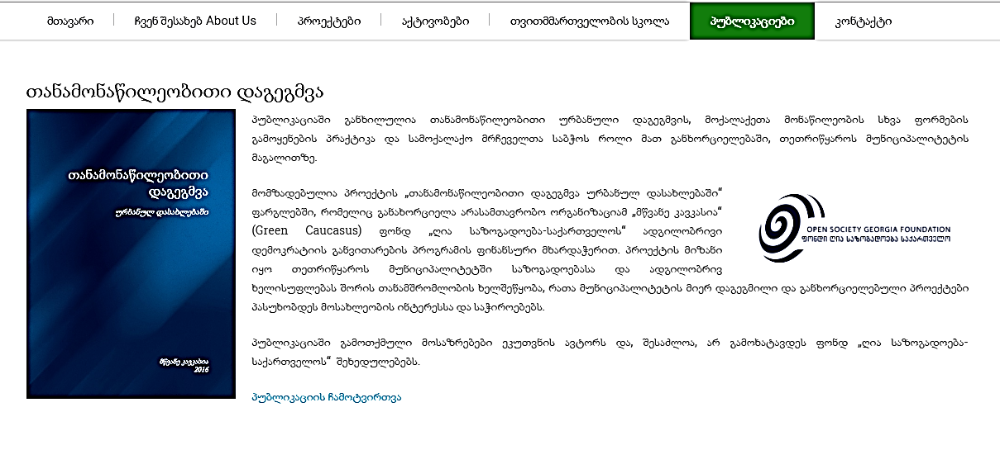 მთავარი
ჩვენ შესახებ About Us
პროექტები
აქტივობები
თვითმმართველობის სკოლა
პუბლიკაციები
კონტაქტი
თანამონაწილეობითი დაგეგმვა
თანამონაწილეობითი
დაგეგმვა
ურბანულ დასახლებაში
მწვანე კავკასია
2016
პუბლიკაციაში განხილულია თანამონაწილეობითი ურბანული დაგეგმვის, მოქალაქეთა მონაწილეობის სხვა ფორმების
გამოყენების პრაქტიკა და სამოქალაქო მრჩეველთა საბჭოს როლი მათ განხორციელებაში, თეთრიწყაროს მუნიციპალიტეტის
მაგალითზე.
მომზადებულია პროექტის „თანამონაწილეობითი დაგეგმვა ურბანულ დასახლებაში“
ფარგლებში, რომელიც განახორციელა არასამთავრობო ორგანიზაციამ „მწვანე კავკასია“
(Green Caucasus) ფონდ „ღია საზოგადოება-საქართველოს“ ადგილობრივი
დემოკრატიის განვითარების პროგრამის ფინანსური მხარდაჭერით. პროექტის მიზანი
იყო თეთრიწყაროს მუნიციპალიტეტში საზოგადოებასა და ადგილობრივ
ხელისუფლებას შორის თანამშრომლობის ხელშეწყობა, რათა მუნიციპალიტეტის მიერ დაგეგმილი და განხორციელებული პროექტები
პასუხობდეს მოსახლეობის ინტერესსა და საჭიროებებს.
OPEN SOCIETY GEORGIA FOUNDATION
ფონდი ღია საზოგადოება საქართველო
პუბლიკაციაში გამოთქმული მოსაზრებები ეკუთვნის ავტორს და, შესაძლოა, არ გამოხატავდეს ფონდ „ღია საზოგადოება-
საქართველოს“ შეხედულებებს.
პუბლიკაციის ჩამოტვირთვა